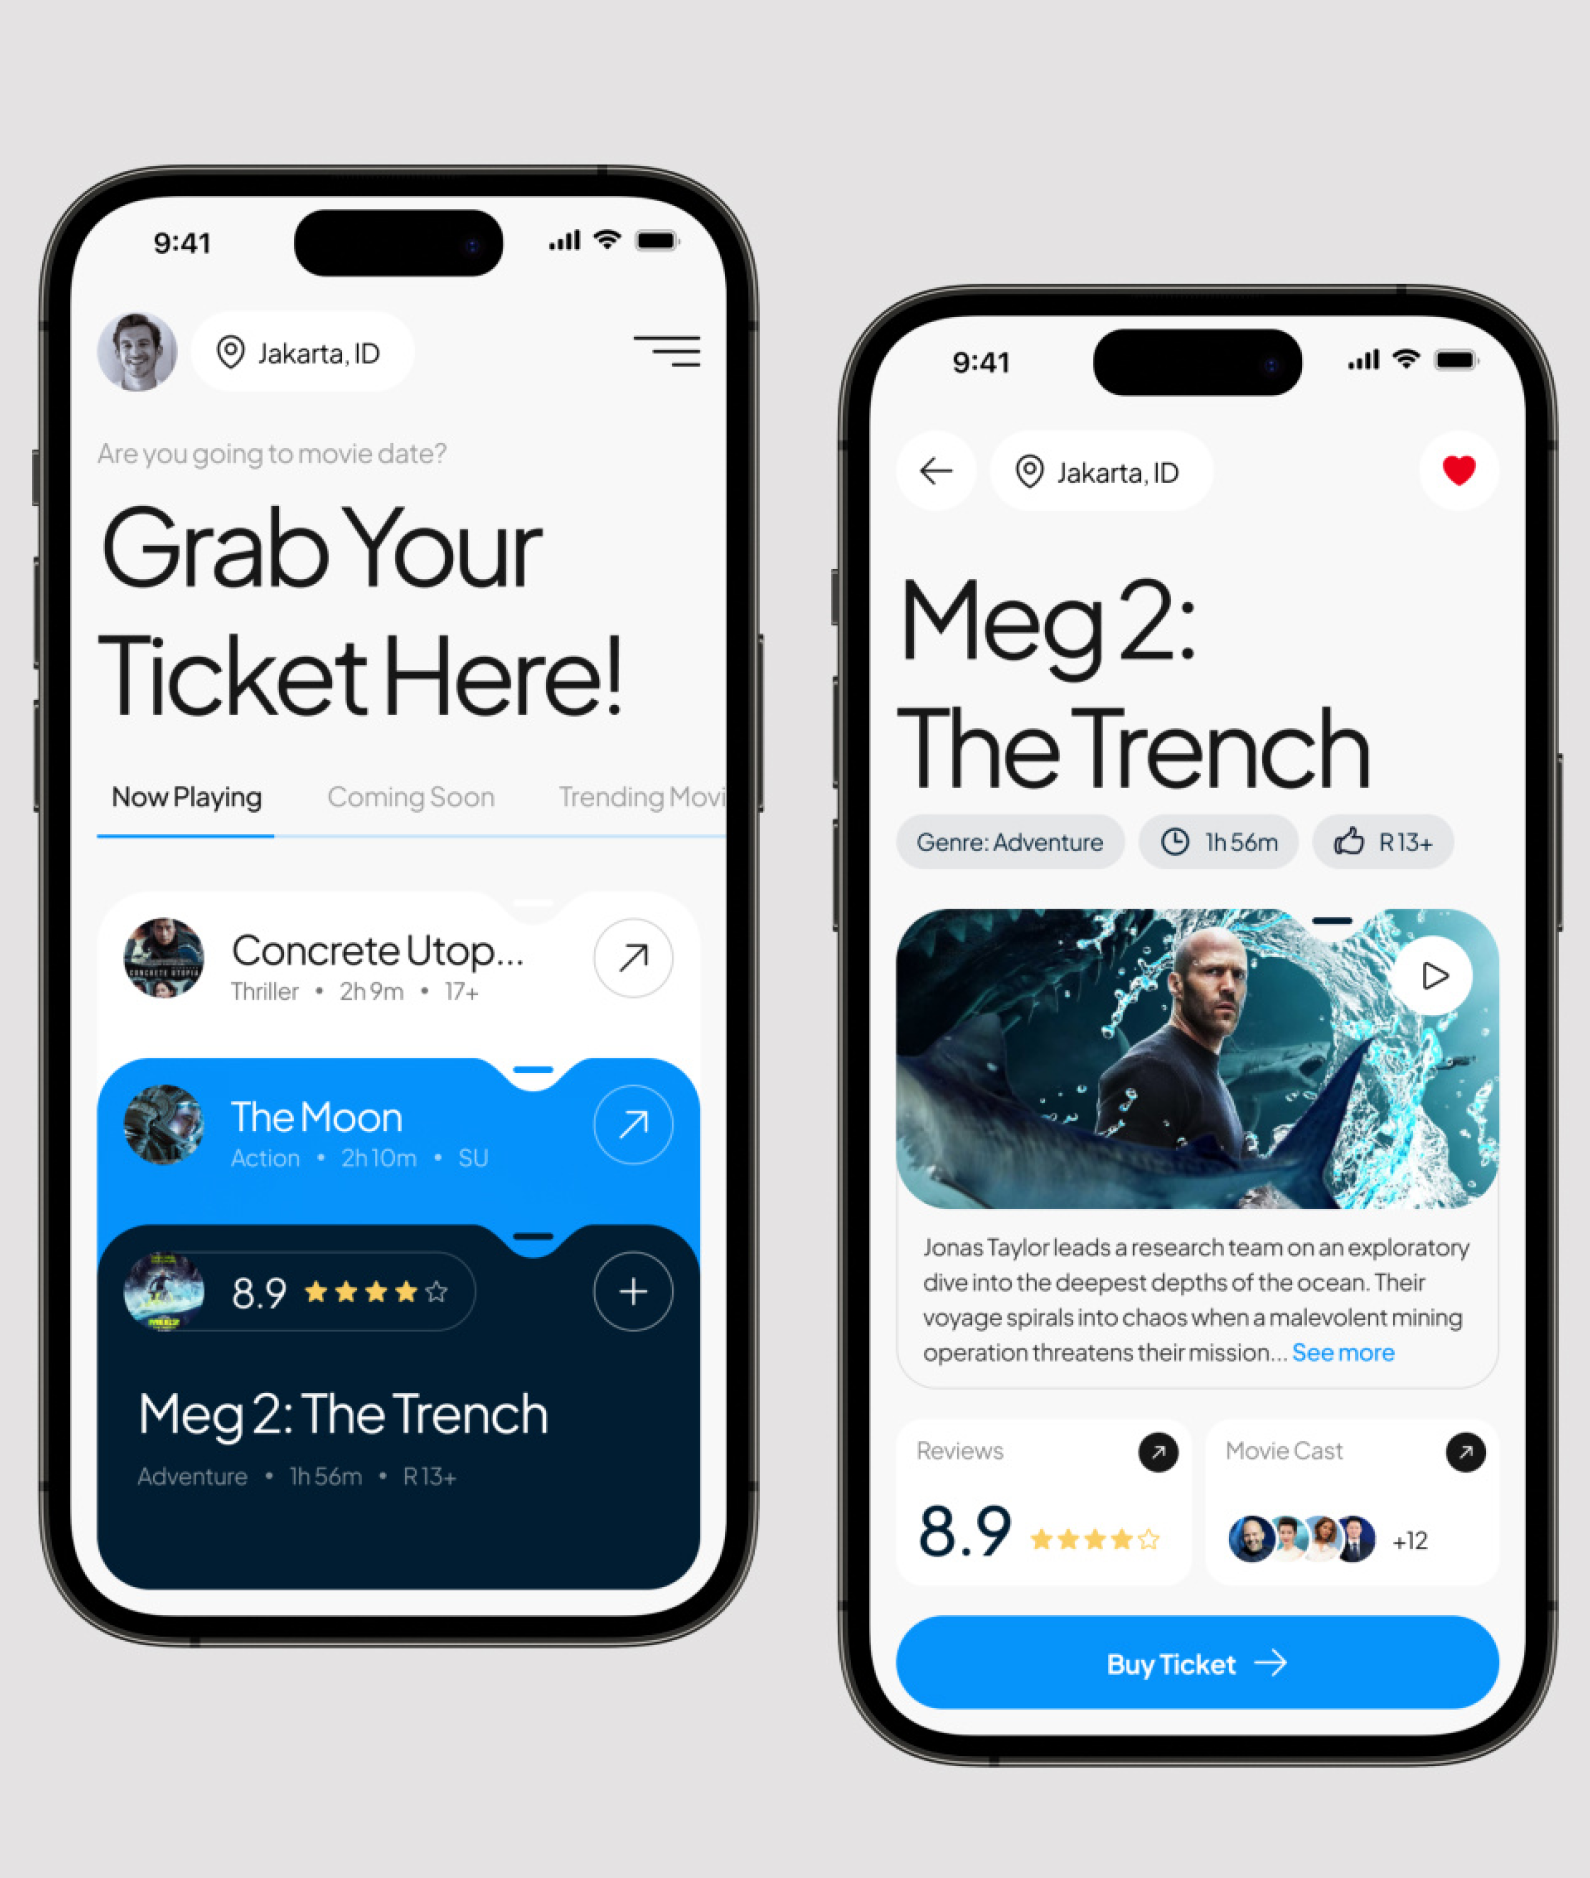 9:41
Jakarta, ID
Are you going to movie date?
Grab Your
Ticket Here!
Now Playing
Coming Soon
Trending Movi
CONCRETE UTOPIA
Concrete Utop...
Thriller • 2h 9m • 17+
The Moon
Action • 2h 10m • SU
8.9
Meg 2: The Trench
Adventure • 1h 56m • R 13+
9:41
Jakarta, ID
Meg 2:
The Trench
Genre: Adventure
1h 56m
R 13+
Jonas Taylor leads a research team on an exploratory
dive into the deepest depths of the ocean. Their
voyage spirals into chaos when a malevolent mining
operation threatens their mission... See more
Reviews
8.9
Movie Cast
+12
Buy Ticket